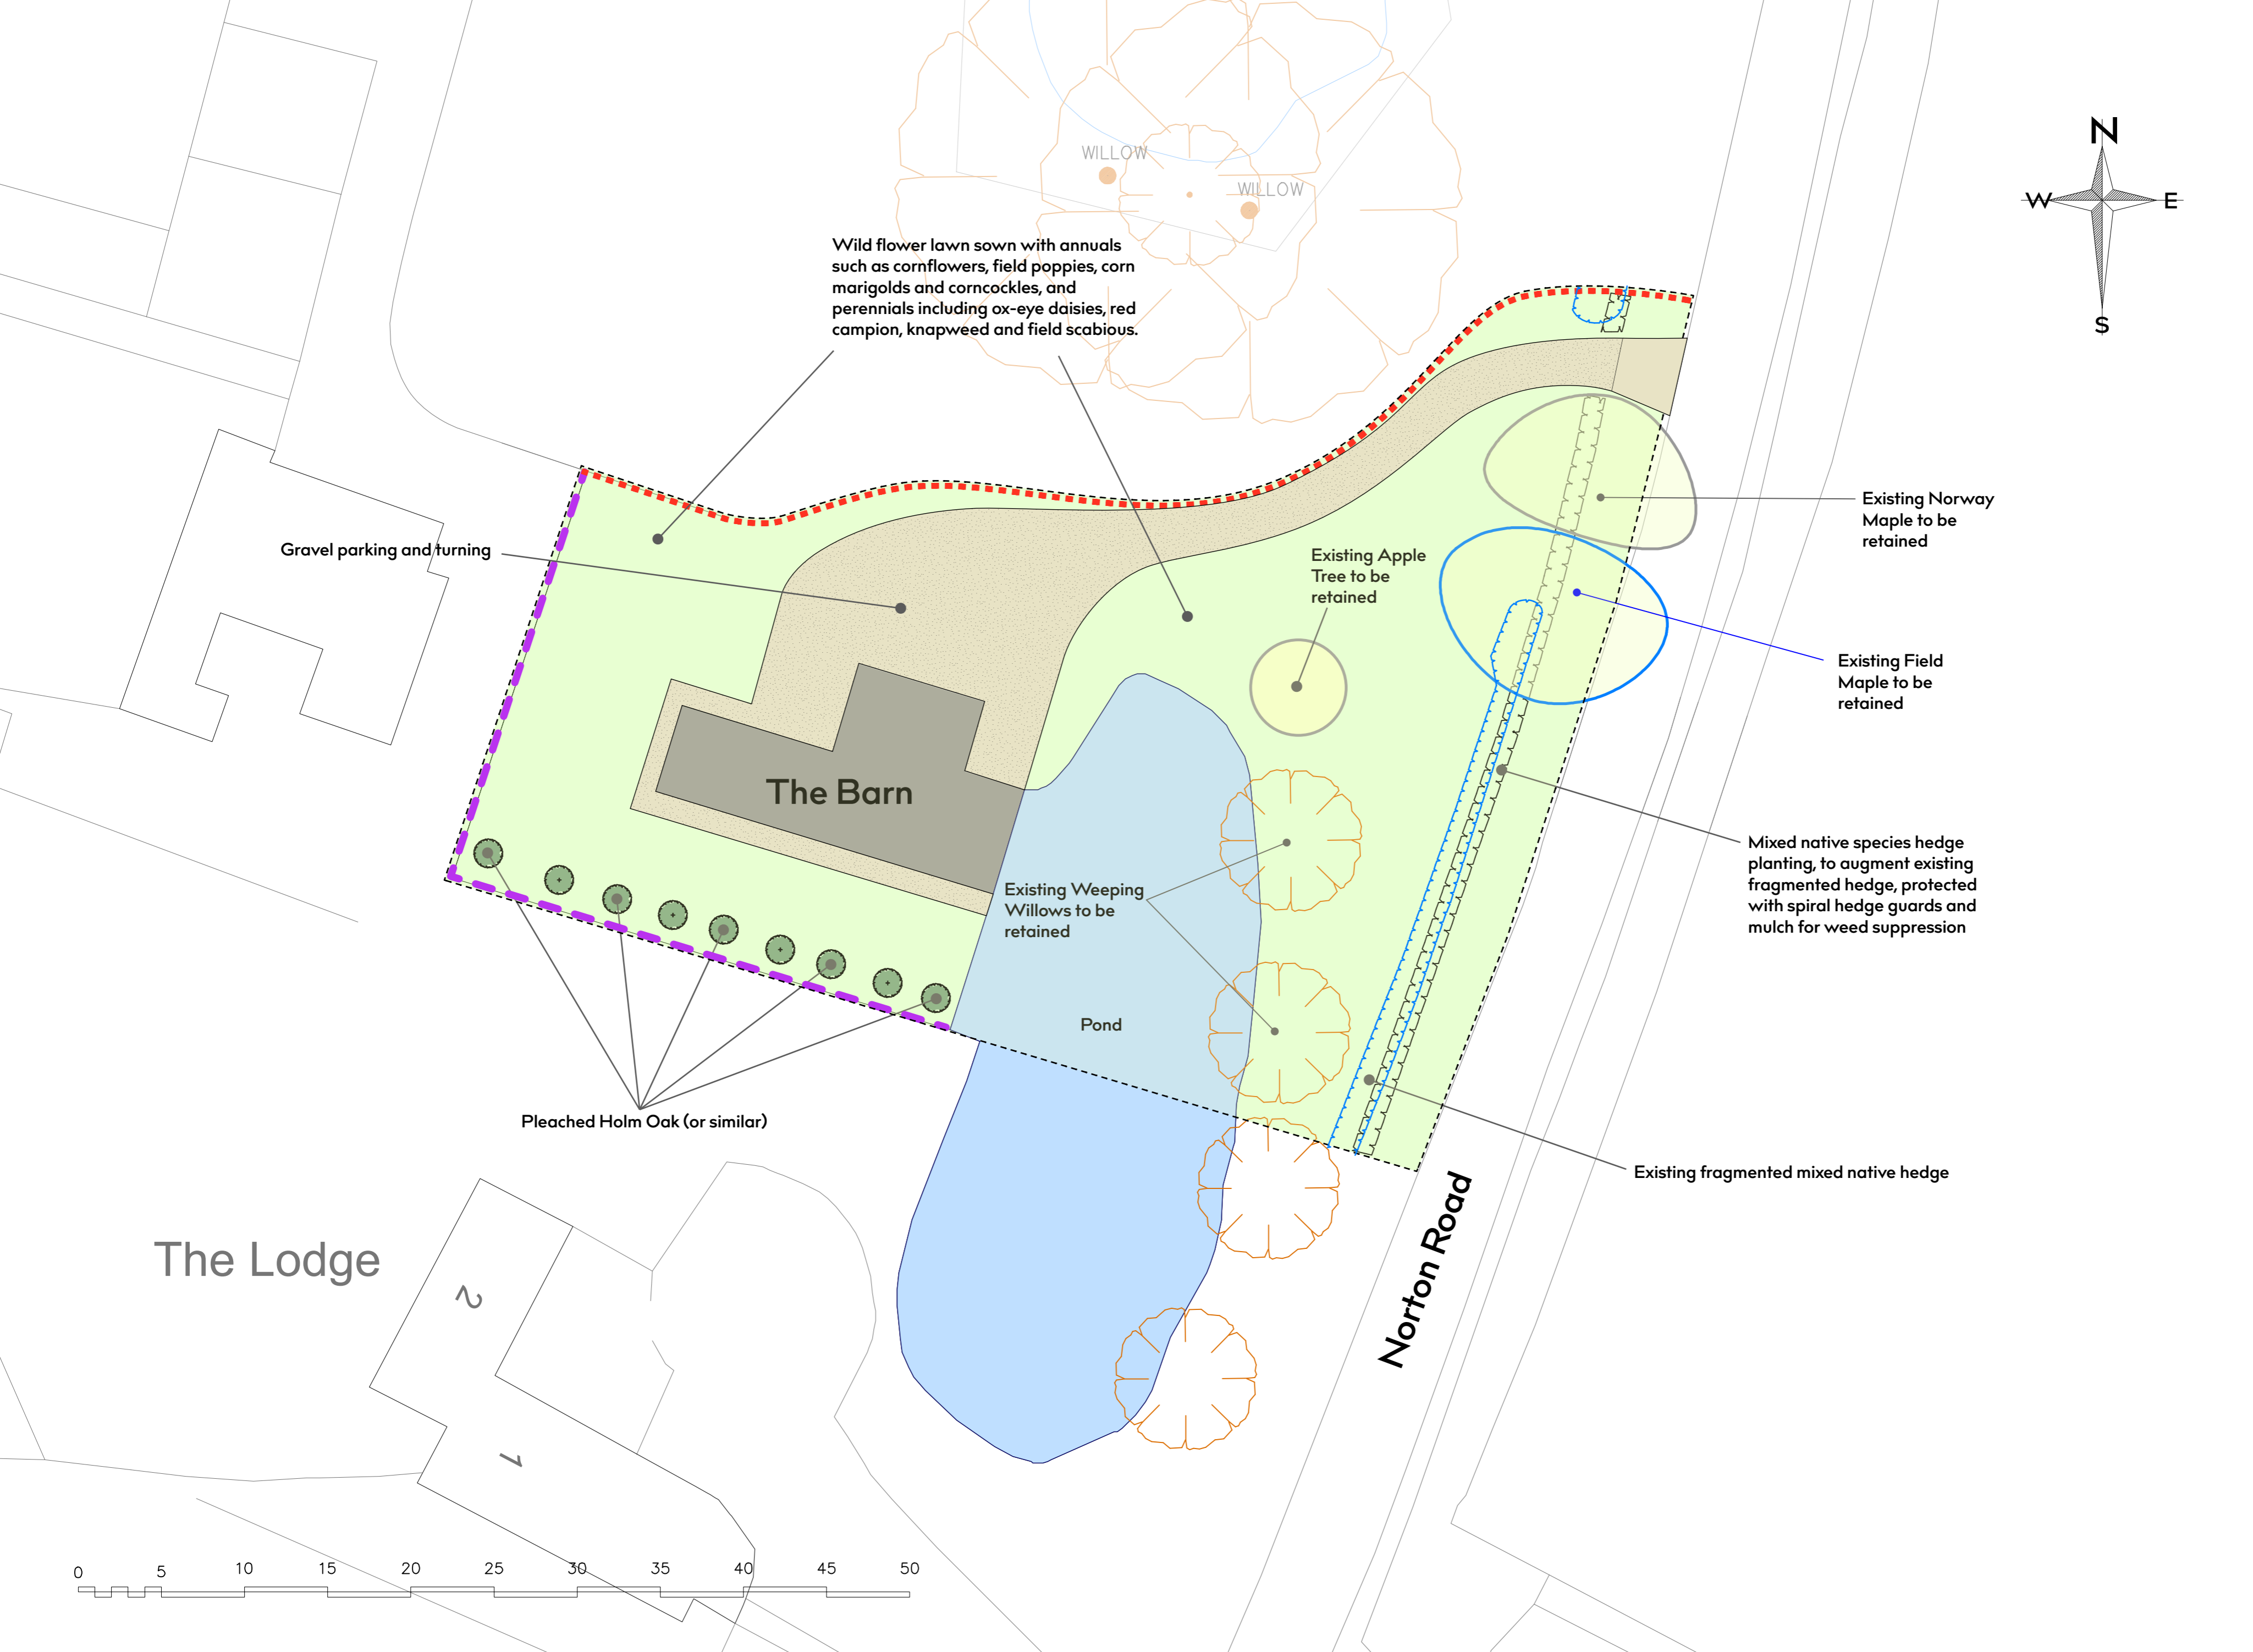 WILLOW
WILLOW
N
W
E
S
Wild flower lawn sown with annuals
such as cornflowers, field poppies, corn
marigolds and corncockles, and
perennials including ox-eye daisies, red
campion, knapweed and field scabious.
Existing Norway
Maple to be
retained
Gravel parking and turning
Existing Apple
Tree to be
retained
Existing Field
Maple to be
retained
The Barn
Mixed native species hedge
planting, to augment existing
fragmented hedge, protected
with spiral hedge guards and
mulch for weed suppression
Existing Weeping
Willows to be
retained
Pond
Pleached Holm Oak (or similar)
Existing fragmented mixed native hedge
Norton Road
The Lodge
2
1
0 5 10 15 20 25 30 35 40 45 50